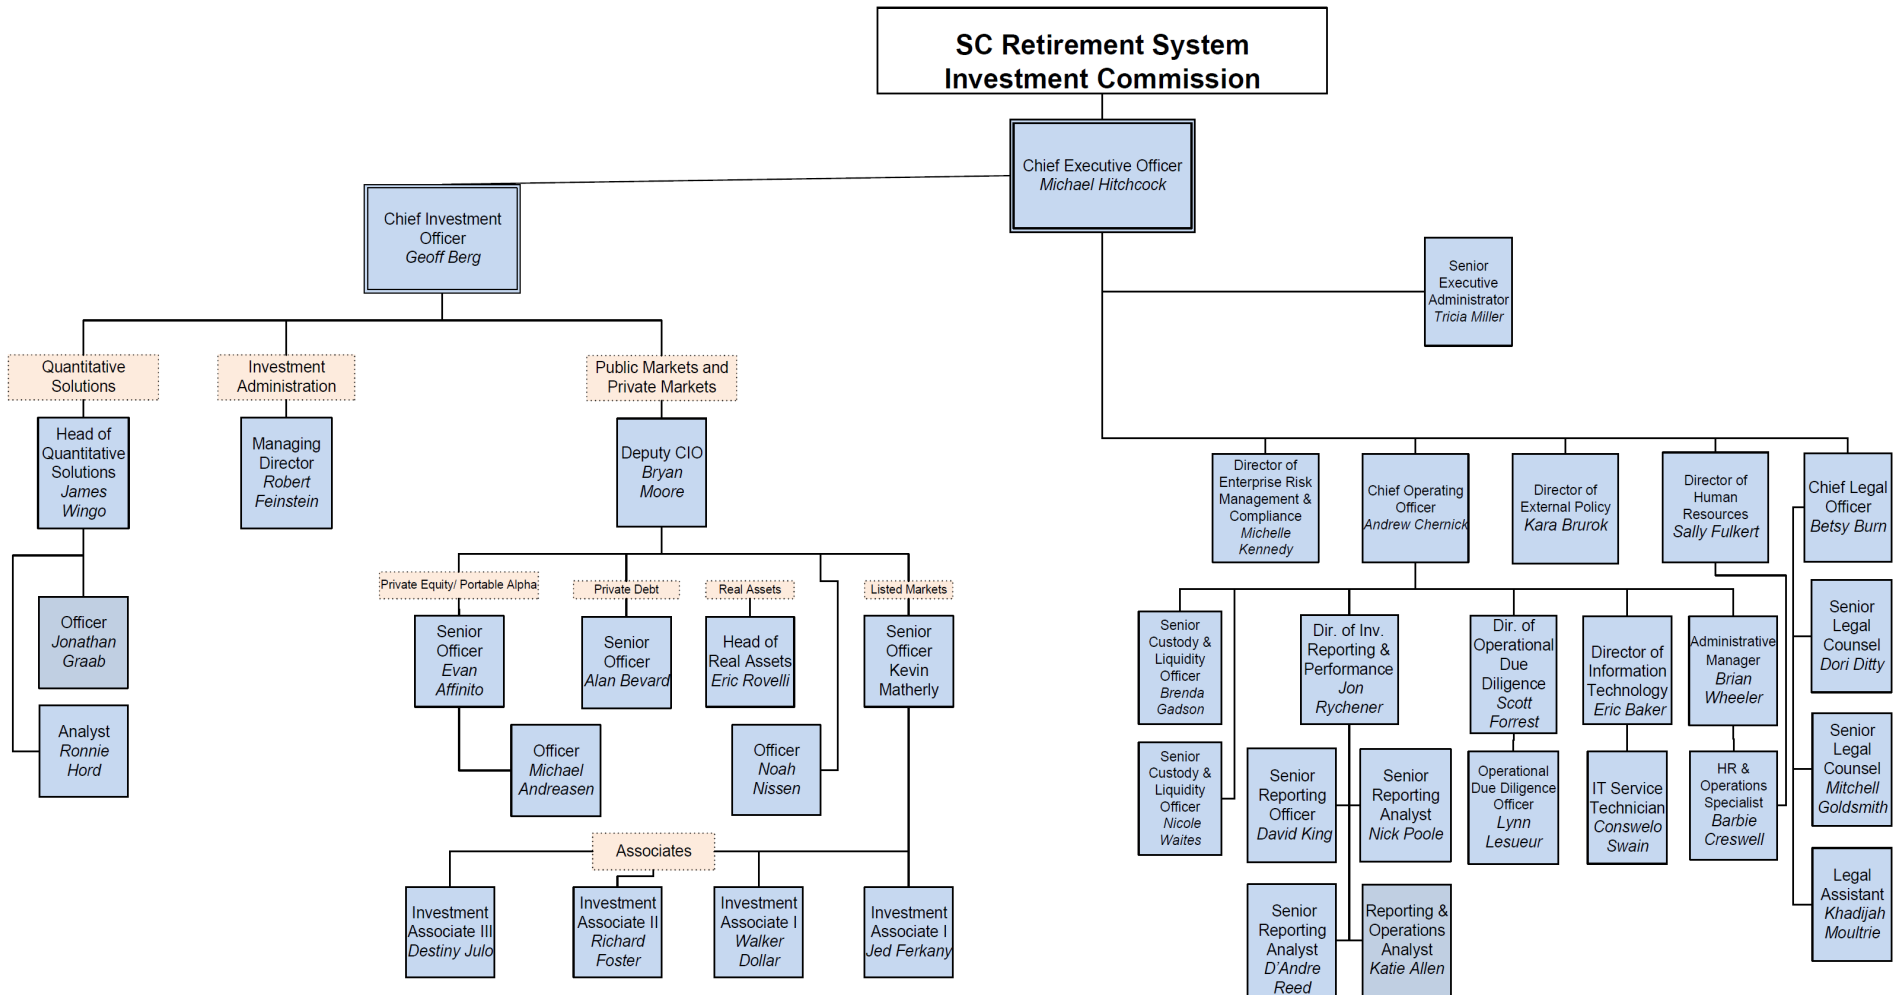 SC Retirement System
Investment Commission
Chief Executive Officer
Michael Hitchcock
Chief Investment
Officer
Geoff Berg
Senior
Executive
Administrator
Tricia Miller
Quantitative
Solutions
Investment
Administration
Public Markets and
Private Markets
Head of
Quantitative
Solutions
James
Wingo
Managing
Director
Robert
Feinstein
Deputy CIO
Bryan
Moore
Officer
Jonathan
Graab
Analyst
Ronnie
Hord
Private Equity/ Portable Alpha
Private Debt
Real Assets
Listed Markets
Senior
Officer
Evan
Affinito
Senior
Officer
Alan Bevard
Head of
Real Assets
Eric Rovelli
Senior
Officer
Kevin
Matherly
Officer
Michael
Andreasen
Officer
Noah
Nissen
Associates
Investment
Associate III
Destiny Julo
Investment
Associate II
Richard
Foster
Investment
Associate I
Walker
Dollar
Investment
Associate I
Jed Ferkany
Director of
Enterprise Risk
Management &
Compliance
Michelle
Kennedy
Chief Operating
Officer
Andrew Chernick
Director of
External Policy
Kara Brurok
Director of
Human
Resources
Sally Fulkert
Chief Legal
Officer
Betsy Burn
Senior
Custody &
Liquidity
Officer
Brenda
Gadson
Dir. of Inv.
Reporting &
Performance
Jon
Rychener
Dir. of
Operational
Due
Diligence
Scott
Forrest
Director of
Information
Technology
Eric Baker
Administrative
Manager
Brian
Wheeler
Senior
Legal
Counsel
Dori Ditty
Senior
Custody &
Liquidity
Officer
Nicole
Waites
Senior
Reporting
Officer
David King
Senior
Reporting
Analyst
Nick Poole
Operational
Due Diligence
Officer
Lynn
Lesueur
IT Service
Technician
Conswelo
Swain
HR &
Operations
Specialist
Barbie
Creswell
Senior
Legal
Counsel
Mitchell
Goldsmith
Senior
Reporting
Analyst
D'Andre
Reed
Reporting &
Operations
Analyst
Katie Allen
Legal
Assistant
Khadijah
Moultrie